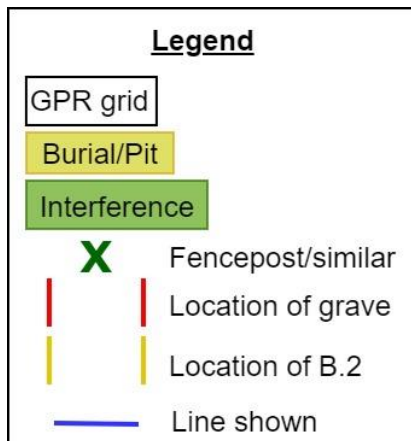 Legend
GPR grid
Burial/Pit
Interference
X Fencepost/similar
Location of grave
Location of B.2
Line shown